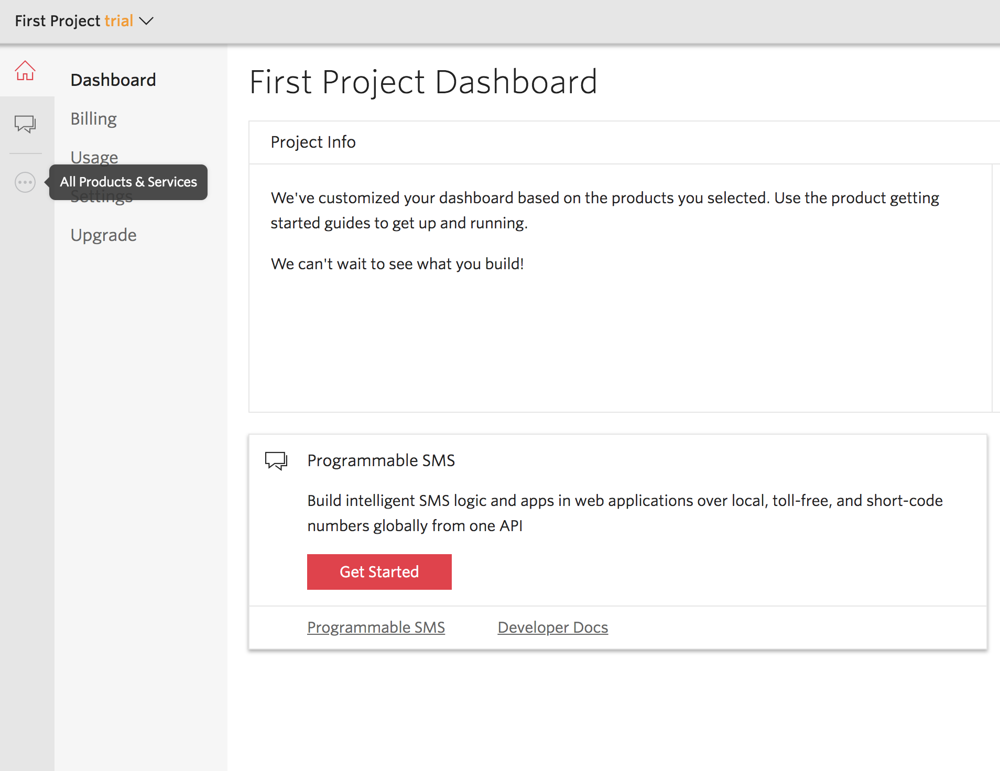 First Project trial
Dashboard
Billing
Usage
All Products & Services
Settings
Upgrade
First Project Dashboard
Project Info
We've customized your dashboard based on the products you selected. Use the product getting
started guides to get up and running.
We can't wait to see what you build!
Programmable SMS
Build intelligent SMS logic and apps in web applications over local, toll-free, and short-code
numbers globally from one API
Get Started
Programmable SMS
Developer Docs